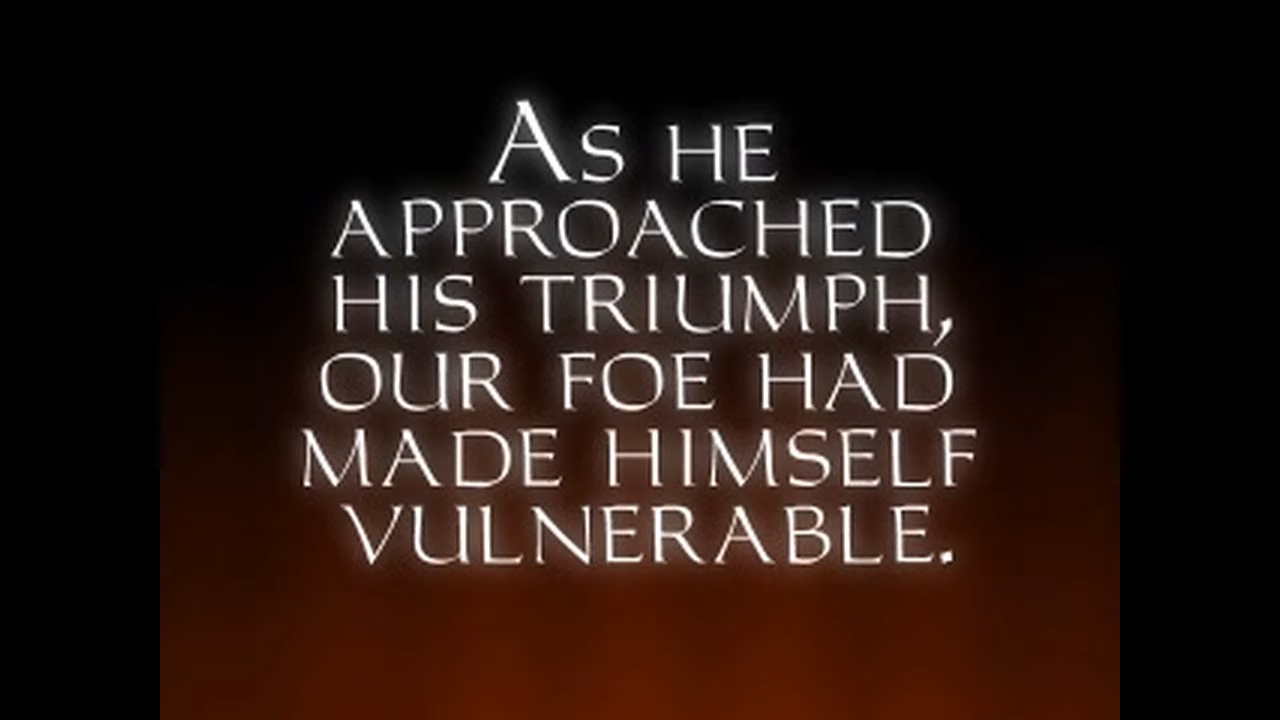 As he
approached
his triumph,
our foe had
made himself
vulnerable.